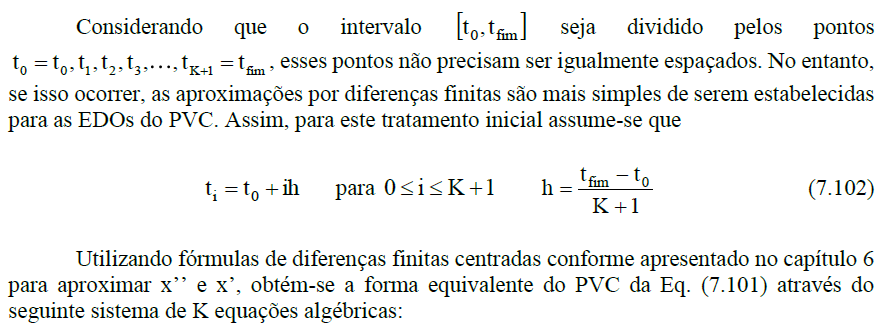 Considerando que o intervalo [t₀, t_fim] seja dividido pelos pontos
t₀ = t₀, t₁, t₂, t₃, …, t_{K+1} = t_fim, esses pontos não precisam ser igualmente espaçados. No entanto,
se isso ocorrer, as aproximações por diferenças finitas são mais simples de serem estabelecidas
para as EDOs do PVC. Assim, para este tratamento inicial assume-se que
t_i = t₀ + ih para 0 ≤ i ≤ K + 1 h = (t_fim − t₀) / (K + 1) (7.102)
Utilizando fórmulas de diferenças finitas centradas conforme apresentado no capítulo 6
para aproximar x’’ e x’, obtém-se a forma equivalente do PVC da Eq. (7.101) através do
seguinte sistema de K equações algébricas: